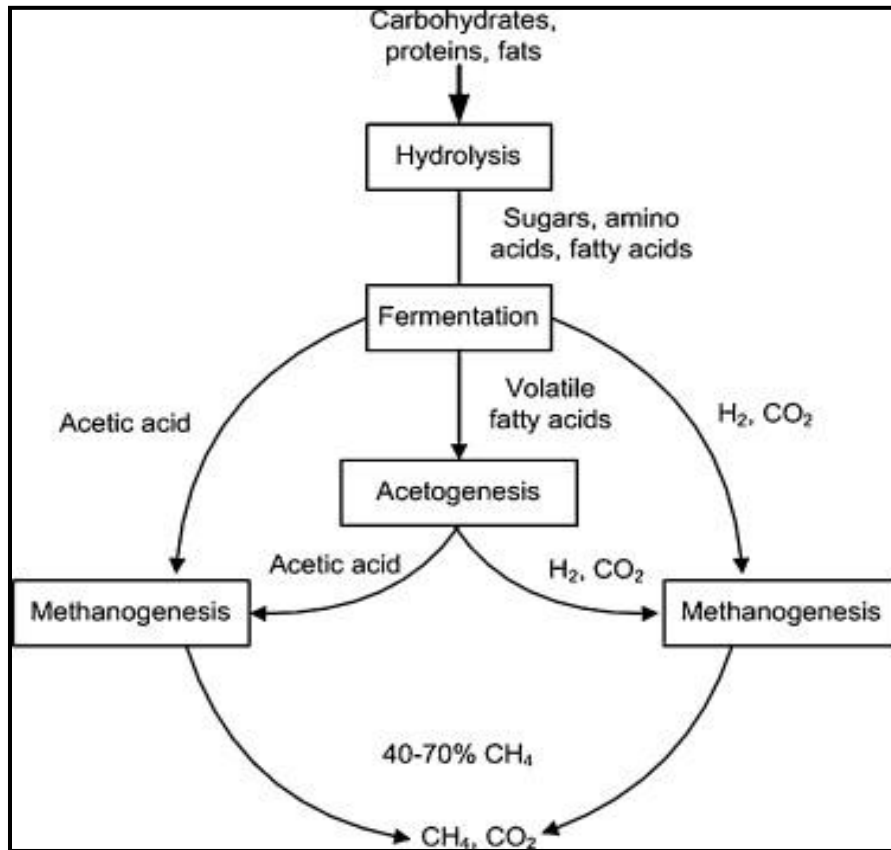 Carbohydrates,
proteins, fats
Hydrolysis
Sugars, amino
acids, fatty acids
Fermentation
Acetic acid
Volatile
fatty acids
H₂, CO₂
Acetogenesis
Acetic acid
H₂, CO₂
Methanogenesis
Methanogenesis
40-70% CH₄
CH₄, CO₂